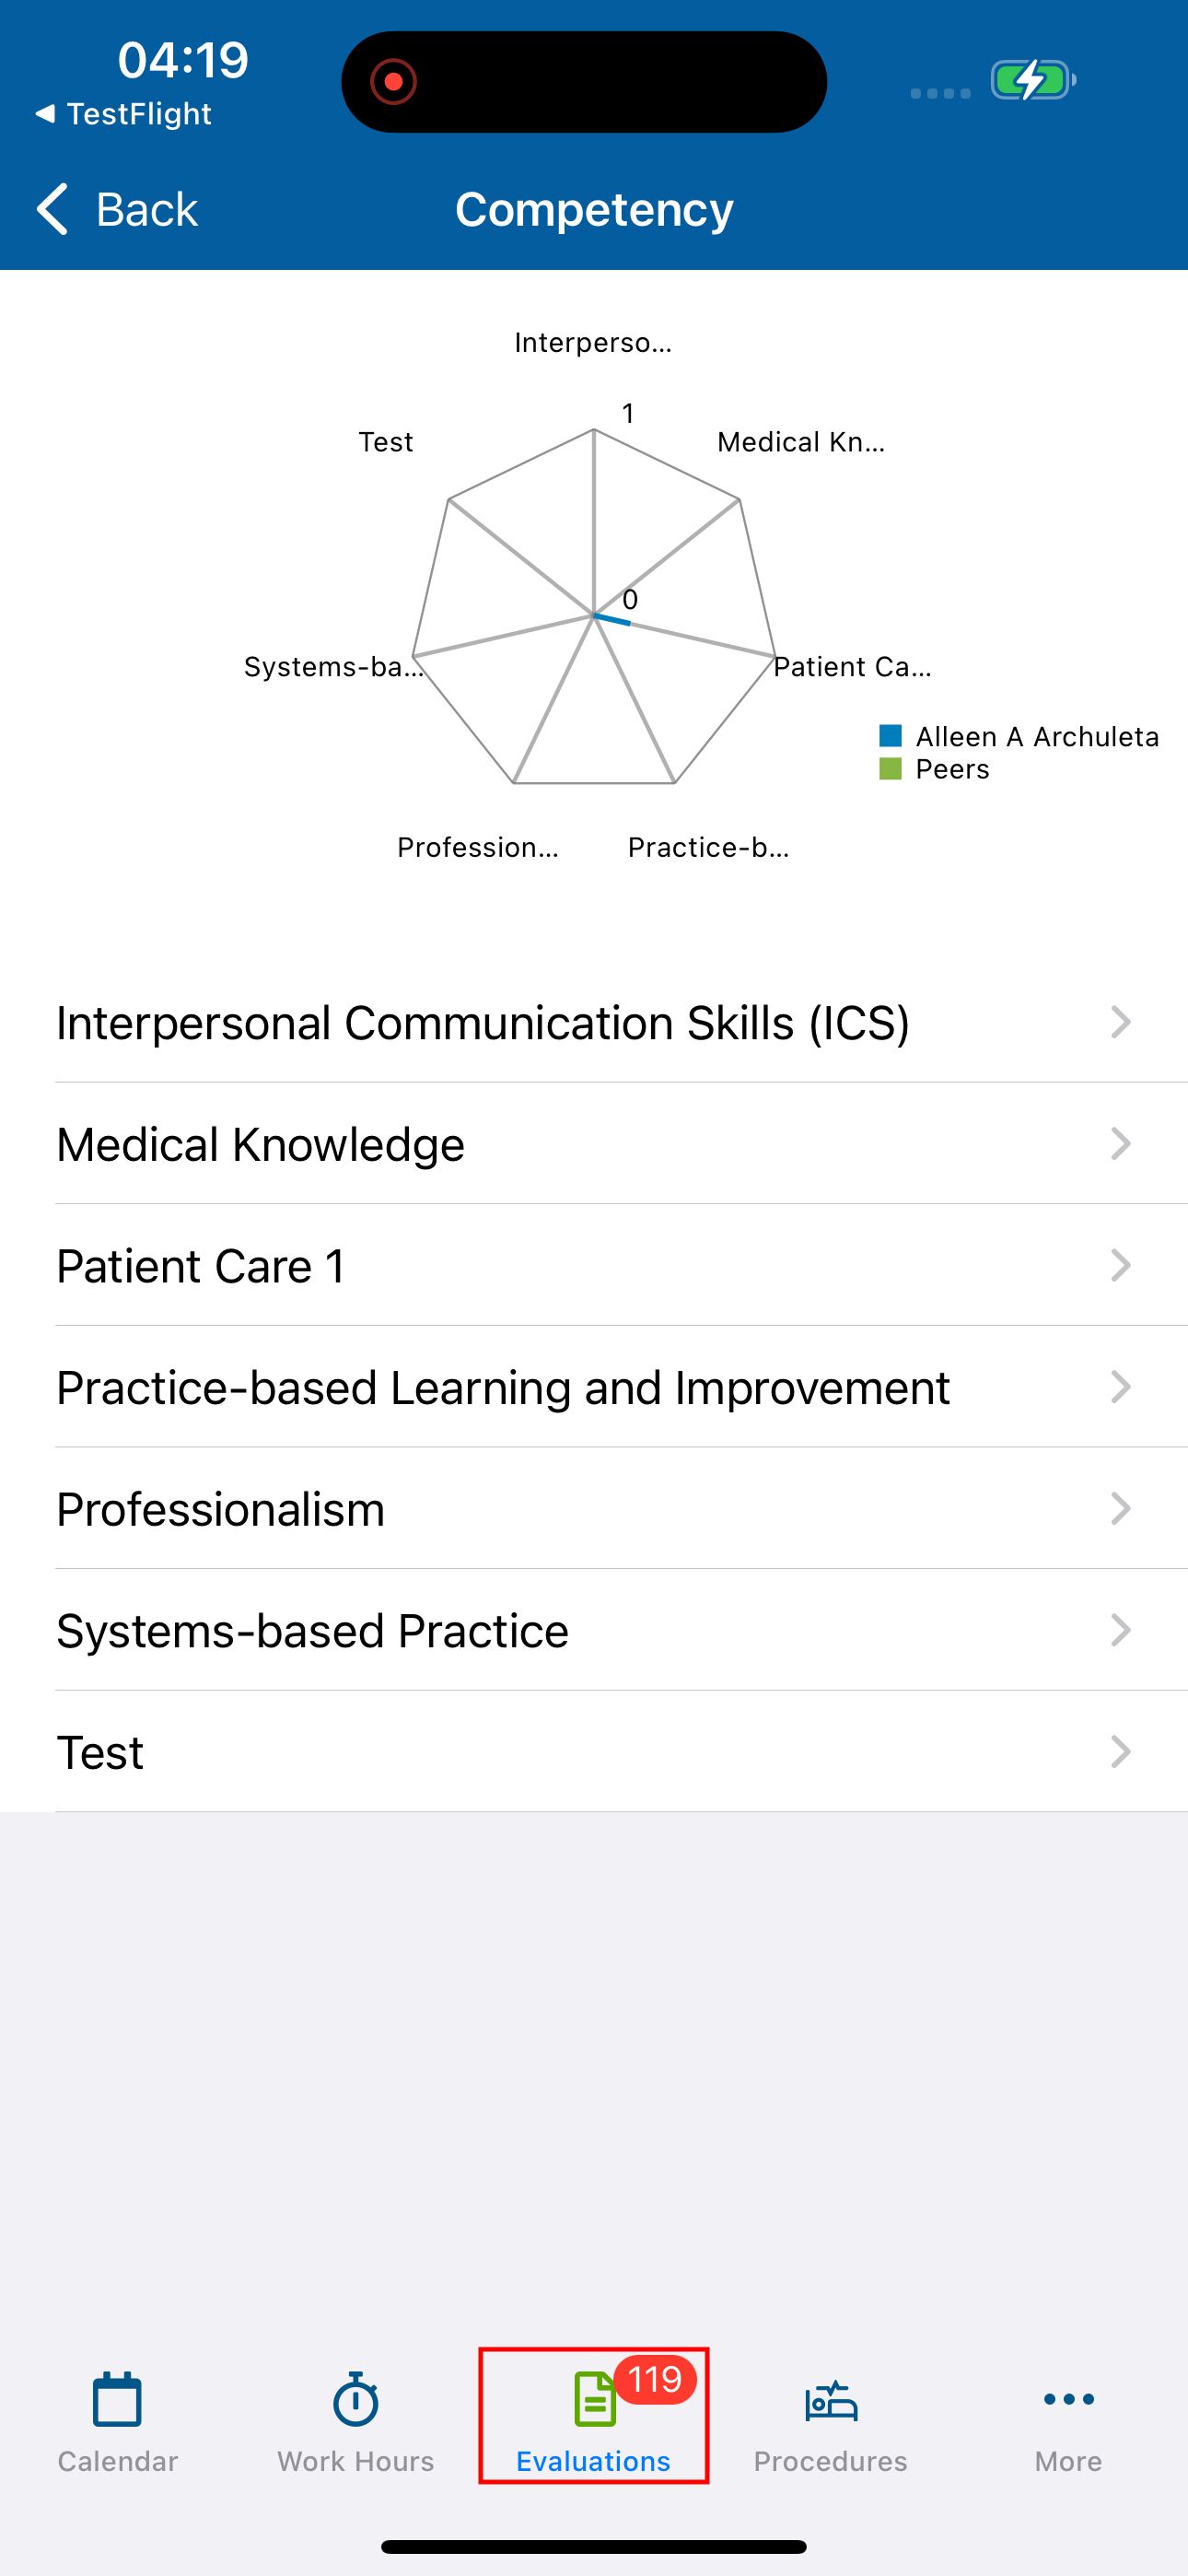 04:19
◀ TestFlight
Back
Competency
Interperso...
1
Test
Medical Kn...
0
Systems-ba...
Patient Ca...
Alleen A Archuleta
Peers
Profession...
Practice-b...
Interpersonal Communication Skills (ICS)
Medical Knowledge
Patient Care 1
Practice-based Learning and Improvement
Professionalism
Systems-based Practice
Test
119
Calendar
Work Hours
Evaluations
Procedures
More